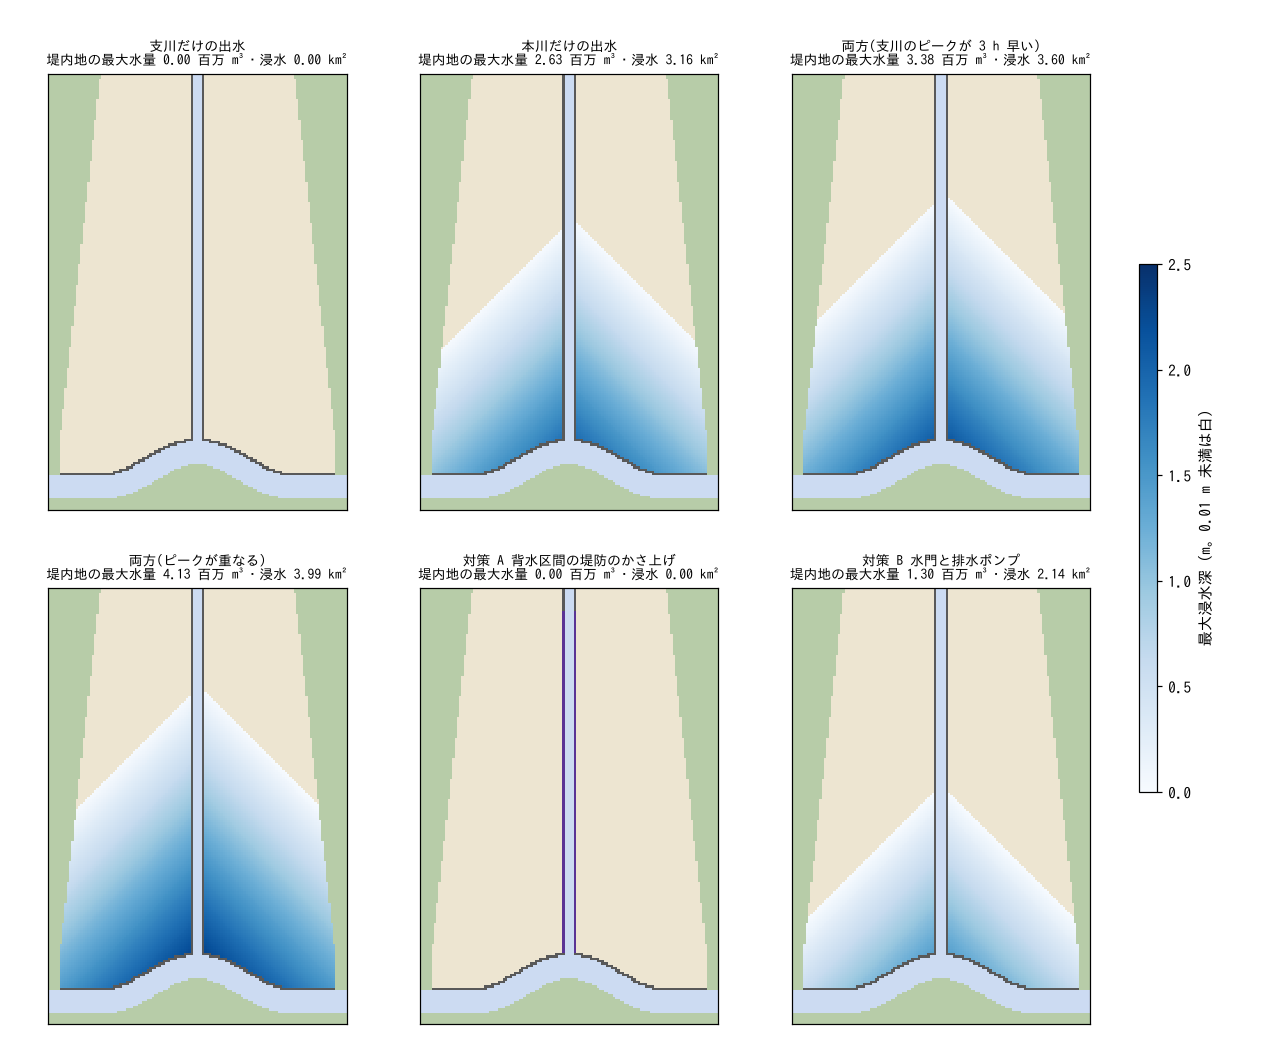 支川だけの出水
堤内地の最大水量 0.00 百万 m³・浸水 0.00 km²
本川だけの出水
堤内地の最大水量 2.63 百万 m³・浸水 3.16 km²
両方(支川のピークが 3 h 早い)
堤内地の最大水量 3.38 百万 m³・浸水 3.60 km²
両方(ピークが重なる)
堤内地の最大水量 4.13 百万 m³・浸水 3.99 km²
対策 A 背水区間の堤防のかさ上げ
堤内地の最大水量 0.00 百万 m³・浸水 0.00 km²
対策 B 水門と排水ポンプ
堤内地の最大水量 1.30 百万 m³・浸水 2.14 km²
2.5
2.0
1.5
1.0
0.5
0.0
最大浸水深 (m。0.01 m 未満は白)